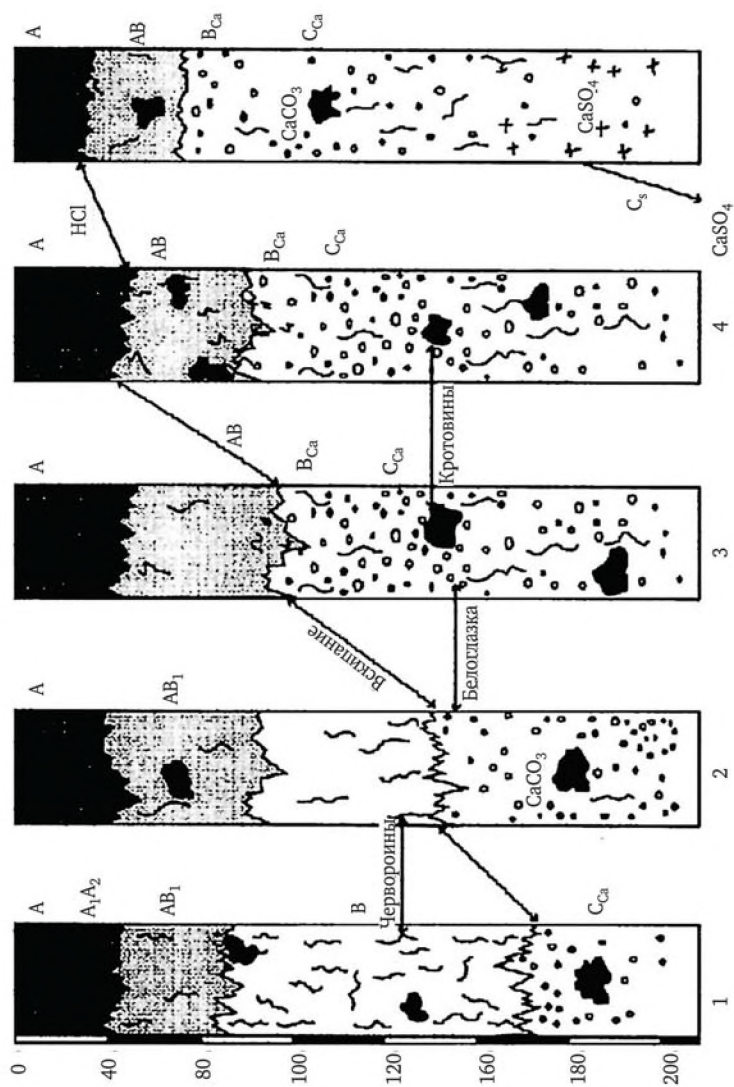 0
40
80
100.
120.
140.
160.
180.
200.
A
A₁A₂
AB₁
B
Червороины
C_Ca
1
A
AB₁
Вскипание
Белоглазка
CaCO₃
2
A
AB
B_Ca
C_Ca
Кротовины
3
A
HCl
AB
B_Ca
C_Ca
4
A
AB
B_Ca
C_Ca
CaCO₃
CaSO₄
C_s
CaSO₄